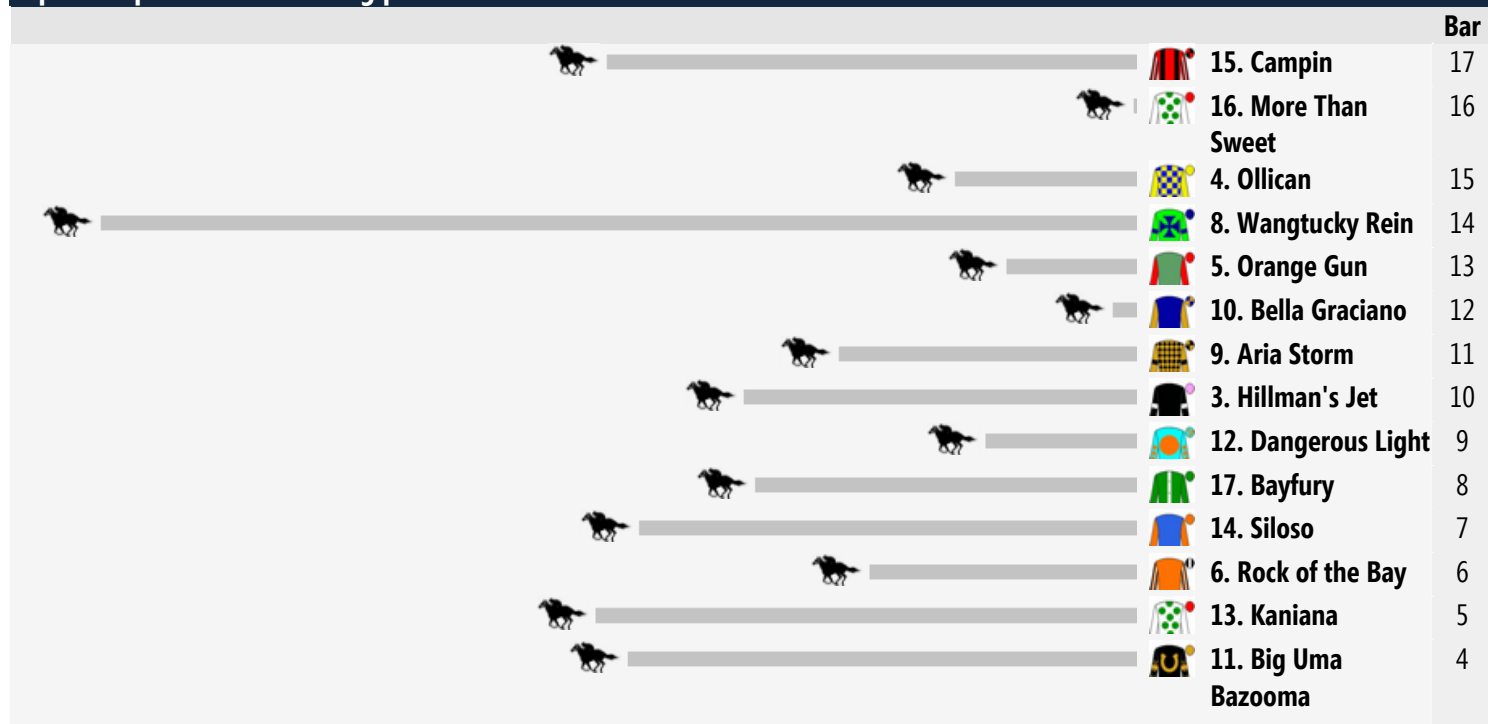 Bar
15. Campin 17
16. More Than 16
Sweet
4. Ollican 15
8. Wangtucky Rein 14
5. Orange Gun 13
10. Bella Graciano 12
9. Aria Storm 11
3. Hillman's Jet 10
12. Dangerous Light 9
17. Bayfury 8
14. Siloso 7
6. Rock of the Bay 6
13. Kaniana 5
11. Big Uma 4
Bazooma